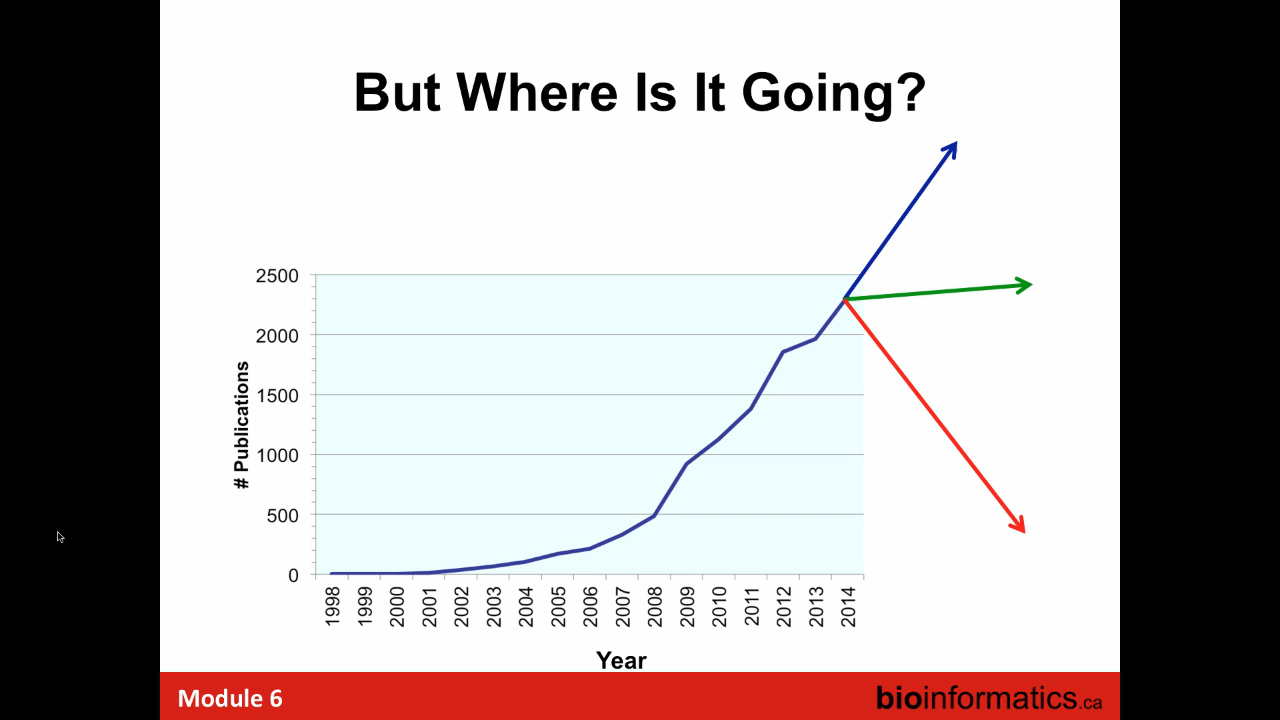 But Where Is It Going?
2500
2000
1500
1000
500
0
# Publications
1998 1999 2000 2001 2002 2003 2004 2005 2006 2007 2008 2009 2010 2011 2012 2013 2014
Year
Module 6
bioinformatics.ca